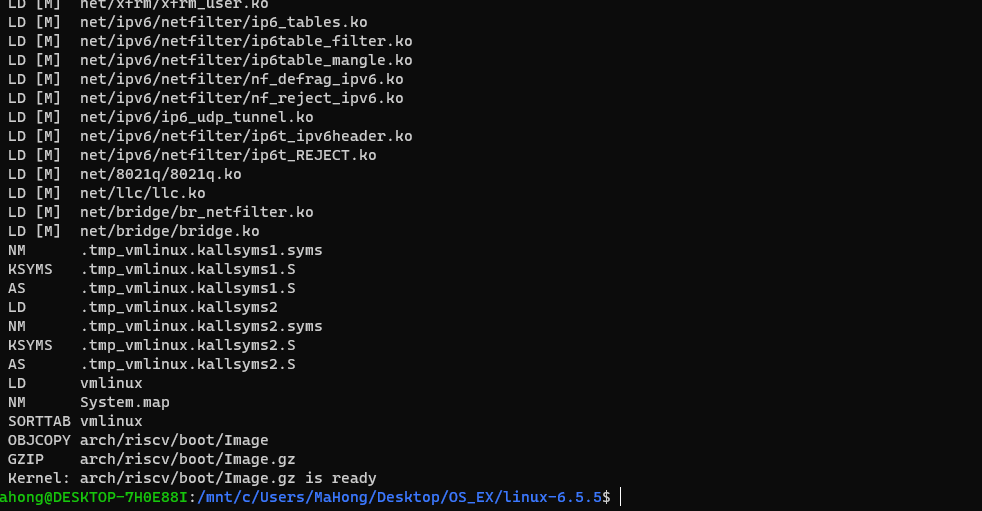 LD [M]  net/xfrm/xfrm_user.ko
LD [M]  net/ipv6/netfilter/ip6_tables.ko
LD [M]  net/ipv6/netfilter/ip6table_filter.ko
LD [M]  net/ipv6/netfilter/ip6table_mangle.ko
LD [M]  net/ipv6/netfilter/nf_defrag_ipv6.ko
LD [M]  net/ipv6/netfilter/nf_reject_ipv6.ko
LD [M]  net/ipv6/ip6_udp_tunnel.ko
LD [M]  net/ipv6/netfilter/ip6t_ipv6header.ko
LD [M]  net/ipv6/netfilter/ip6t_REJECT.ko
LD [M]  net/8021q/8021q.ko
LD [M]  net/llc/llc.ko
LD [M]  net/bridge/br_netfilter.ko
LD [M]  net/bridge/bridge.ko
NM      .tmp_vmlinux.kallsyms1.syms
KSYMS   .tmp_vmlinux.kallsyms1.S
AS      .tmp_vmlinux.kallsyms1.S
LD      .tmp_vmlinux.kallsyms2
NM      .tmp_vmlinux.kallsyms2.syms
KSYMS   .tmp_vmlinux.kallsyms2.S
AS      .tmp_vmlinux.kallsyms2.S
LD      vmlinux
NM      System.map
SORTTAB vmlinux
OBJCOPY arch/riscv/boot/Image
GZIP    arch/riscv/boot/Image.gz
Kernel: arch/riscv/boot/Image.gz is ready
ahong@DESKTOP-7H0E88I:/mnt/c/Users/MaHong/Desktop/OS_EX/linux-6.5.5$